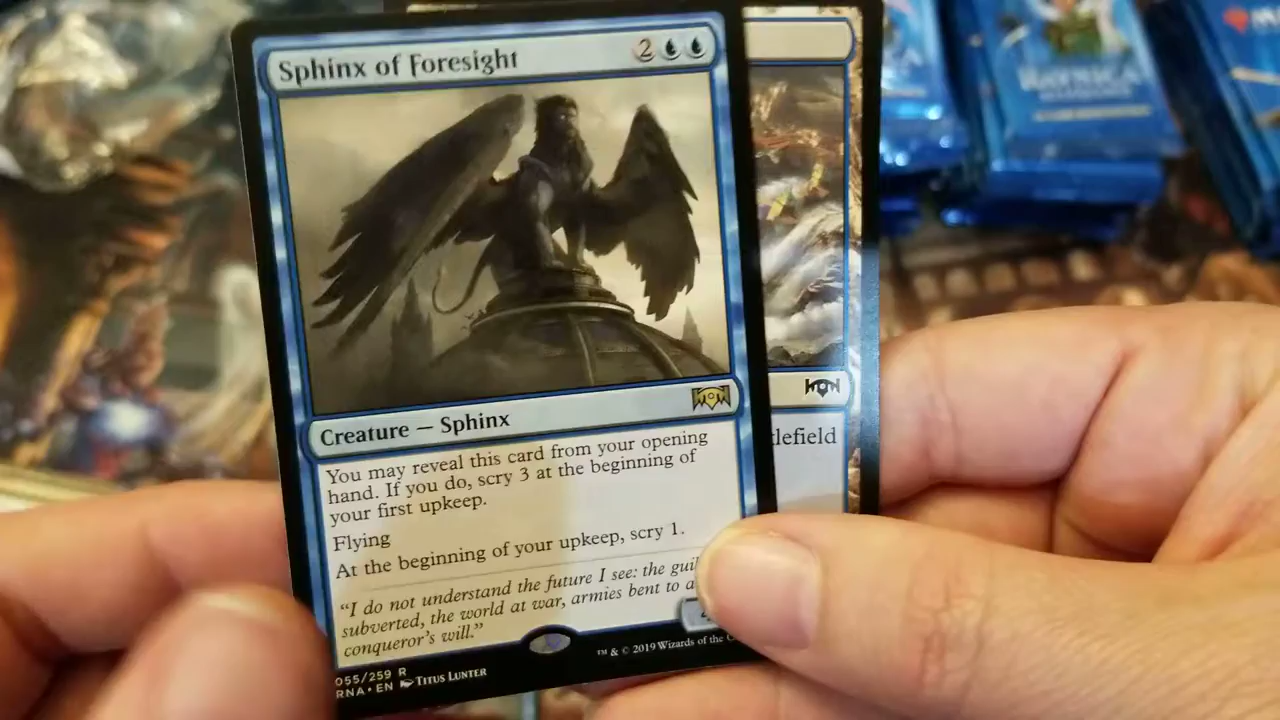 Sphinx of Foresight
2
Creature — Sphinx
You may reveal this card from your opening
hand. If you do, scry 3 at the beginning of
your first upkeep.
Flying
At the beginning of your upkeep, scry 1.
"I do not understand the future I see: the
subverted, the world at war, armies bent to a
conqueror's will."
055/259 R
RNA • EN TITUS LUNTER
™ & © 2019 Wizards of the
RAVNICA